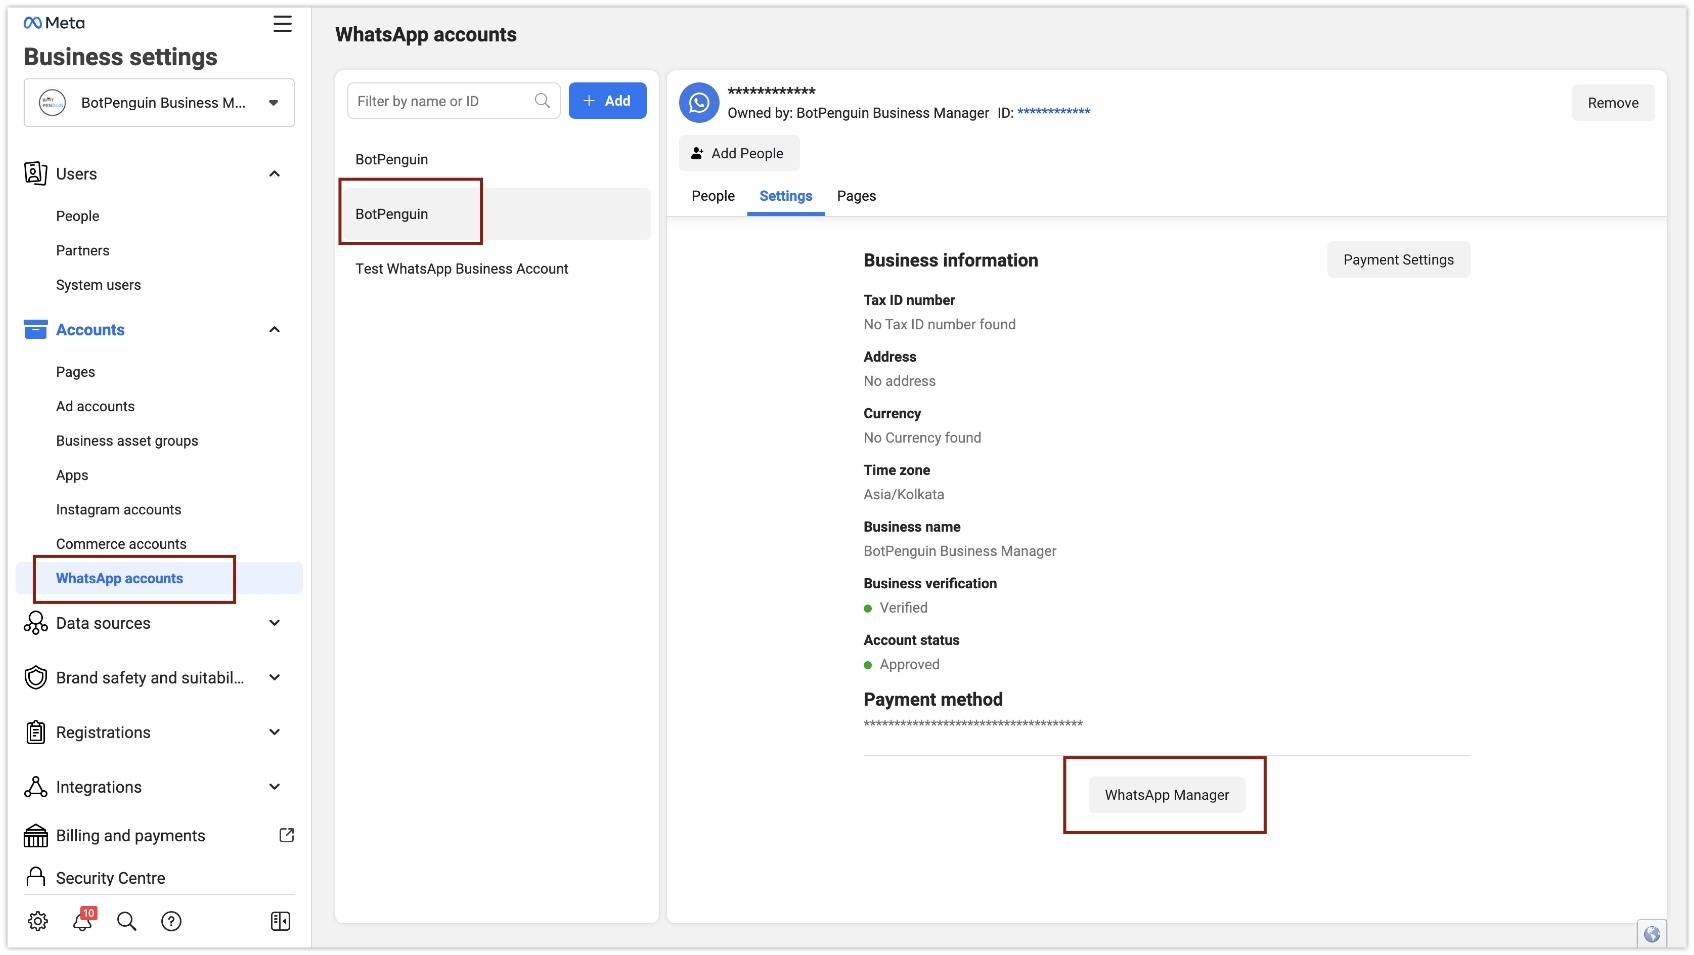 Meta
Business settings
BotPenguin Business M...
Users
People
Partners
System users
Accounts
Pages
Ad accounts
Business asset groups
Apps
Instagram accounts
Commerce accounts
WhatsApp accounts
Data sources
Brand safety and suitabil...
Registrations
Integrations
Billing and payments
Security Centre
10
WhatsApp accounts
Filter by name or ID
+ Add
BotPenguin
BotPenguin
Test WhatsApp Business Account
************
Owned by: BotPenguin Business Manager ID: ************
Remove
Add People
People Settings Pages
Business information
Payment Settings
Tax ID number
No Tax ID number found
Address
No address
Currency
No Currency found
Time zone
Asia/Kolkata
Business name
BotPenguin Business Manager
Business verification
Verified
Account status
Approved
Payment method
************************************
WhatsApp Manager